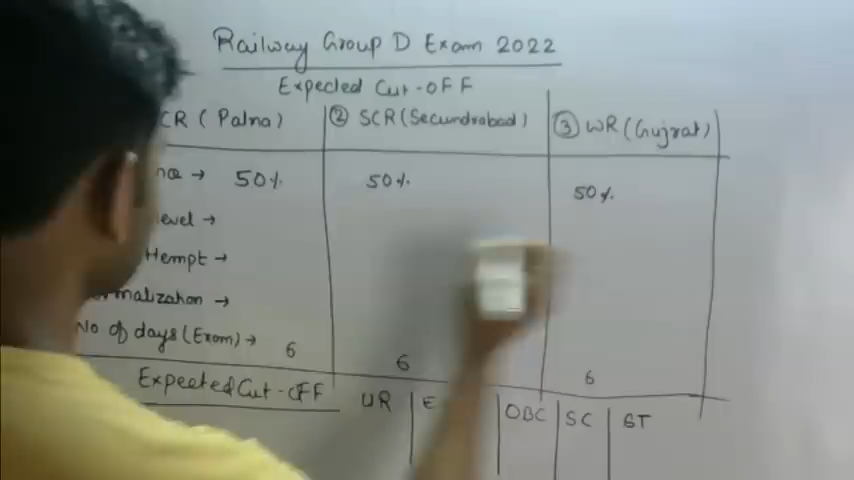 Railway Group D Exam 2022
Expected Cut-OFF
CR (Patna) ② SCR (Secundrabad) ③ WR (Gujrat)
→ 50% 50% 50%
evel →
ttempt →
malization →
No of days (Exam) → 6 6 6
Expected Cut-OFF UR E OBC SC ST